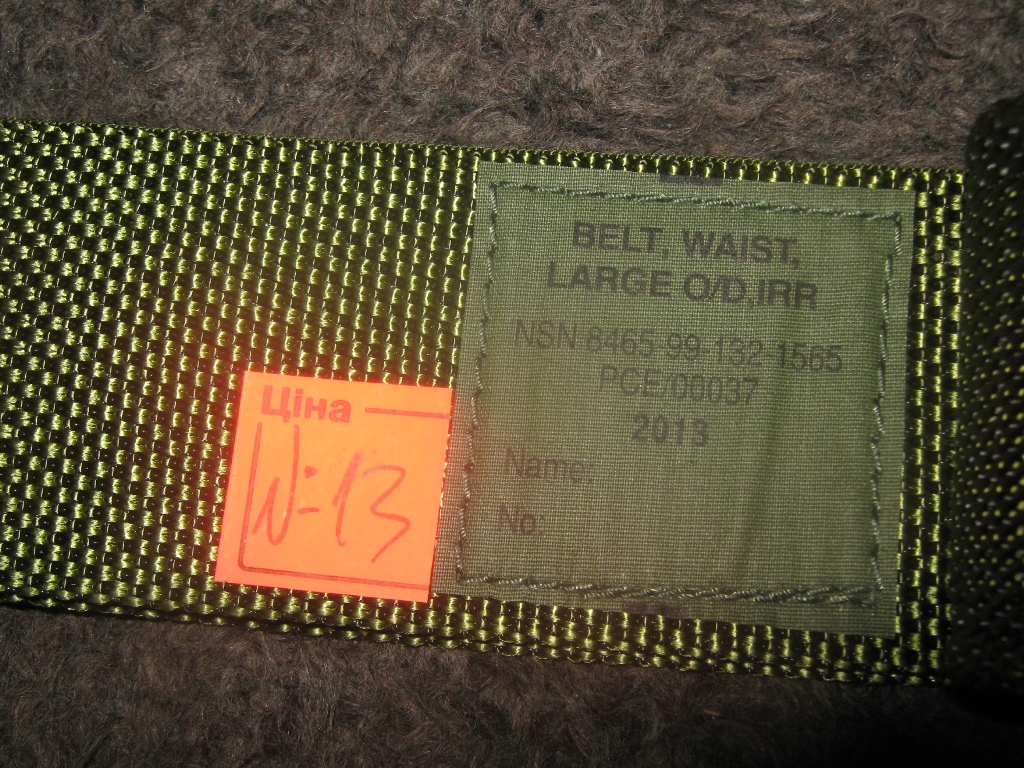 BELT, WAIST,
LARGE O/D,IRR
NSN 8465-99-132-1565
PCE/00037
2013
Name:
No:
Ціна
N:13